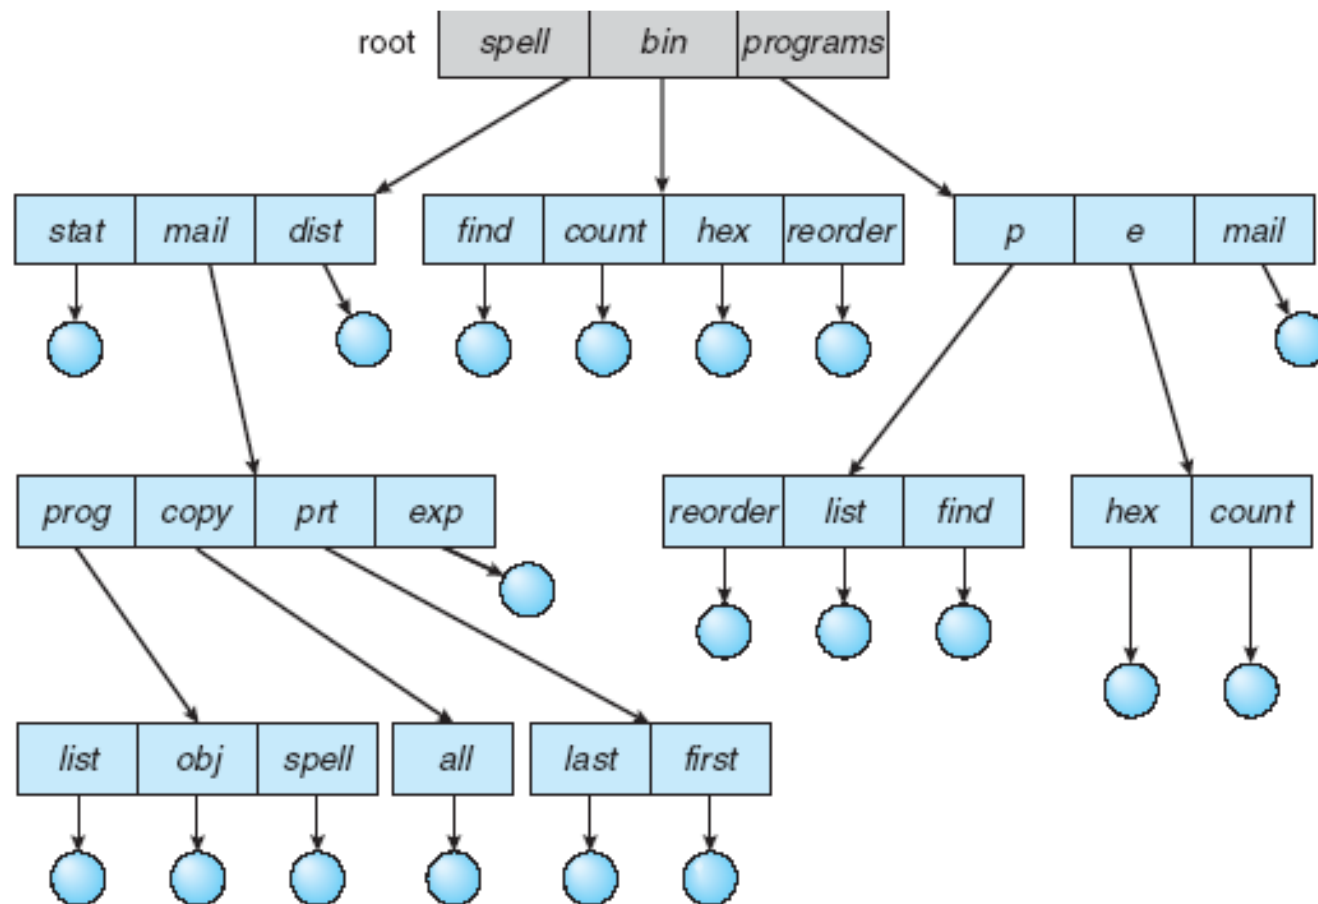 root spell bin programs
stat mail dist find count hex reorder p e mail
prog copy prt exp reorder list find hex count
list obj spell all last first